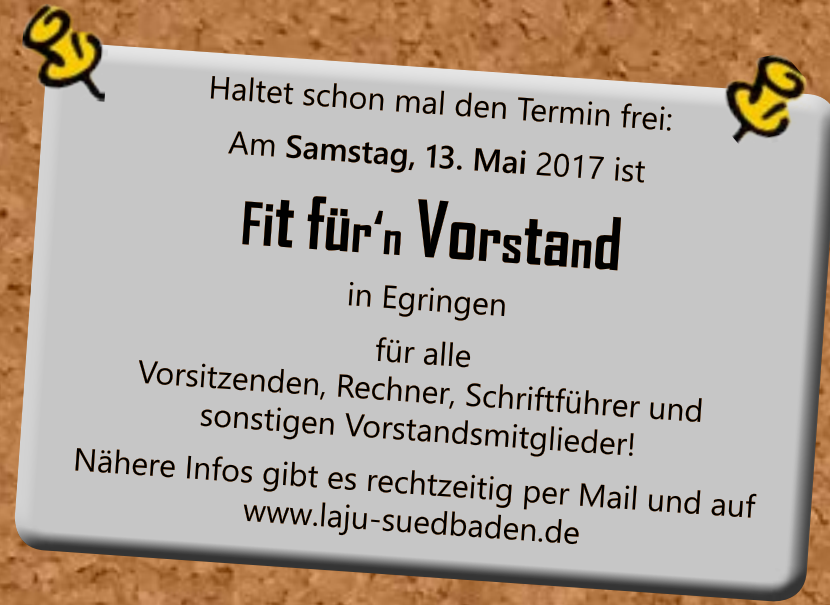 Haltet schon mal den Termin frei:
Am Samstag, 13. Mai 2017 ist
Fit für‘n Vorstand
in Egringen
für alle
Vorsitzenden, Rechner, Schriftführer und
sonstigen Vorstandsmitglieder!
Nähere Infos gibt es rechtzeitig per Mail und auf
www.laju-suedbaden.de